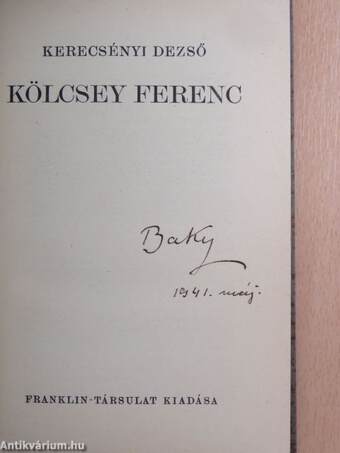 KERECSÉNYI DEZSŐ
KÖLCSEY FERENC
Baky
1941. máj.
FRANKLIN-TÁRSULAT KIADÁSA
Antikvárium.hu